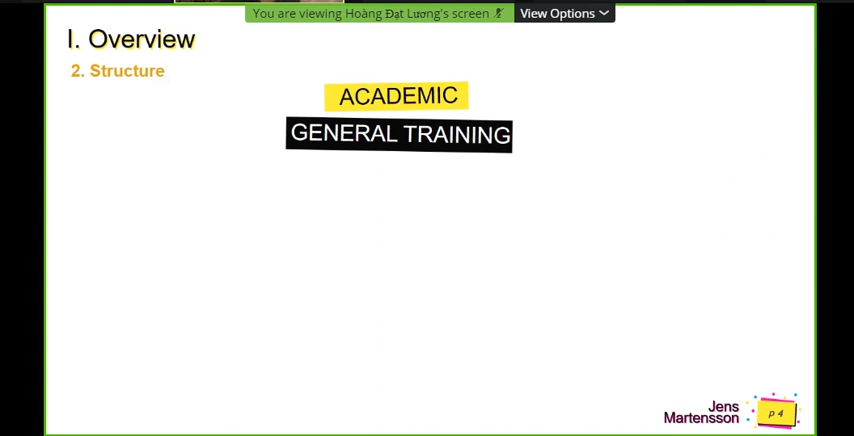 You are viewing Hoàng Đạt Lương's screen
View Options
I. Overview
2. Structure
ACADEMIC
GENERAL TRAINING
Jens
Martensson
p 4